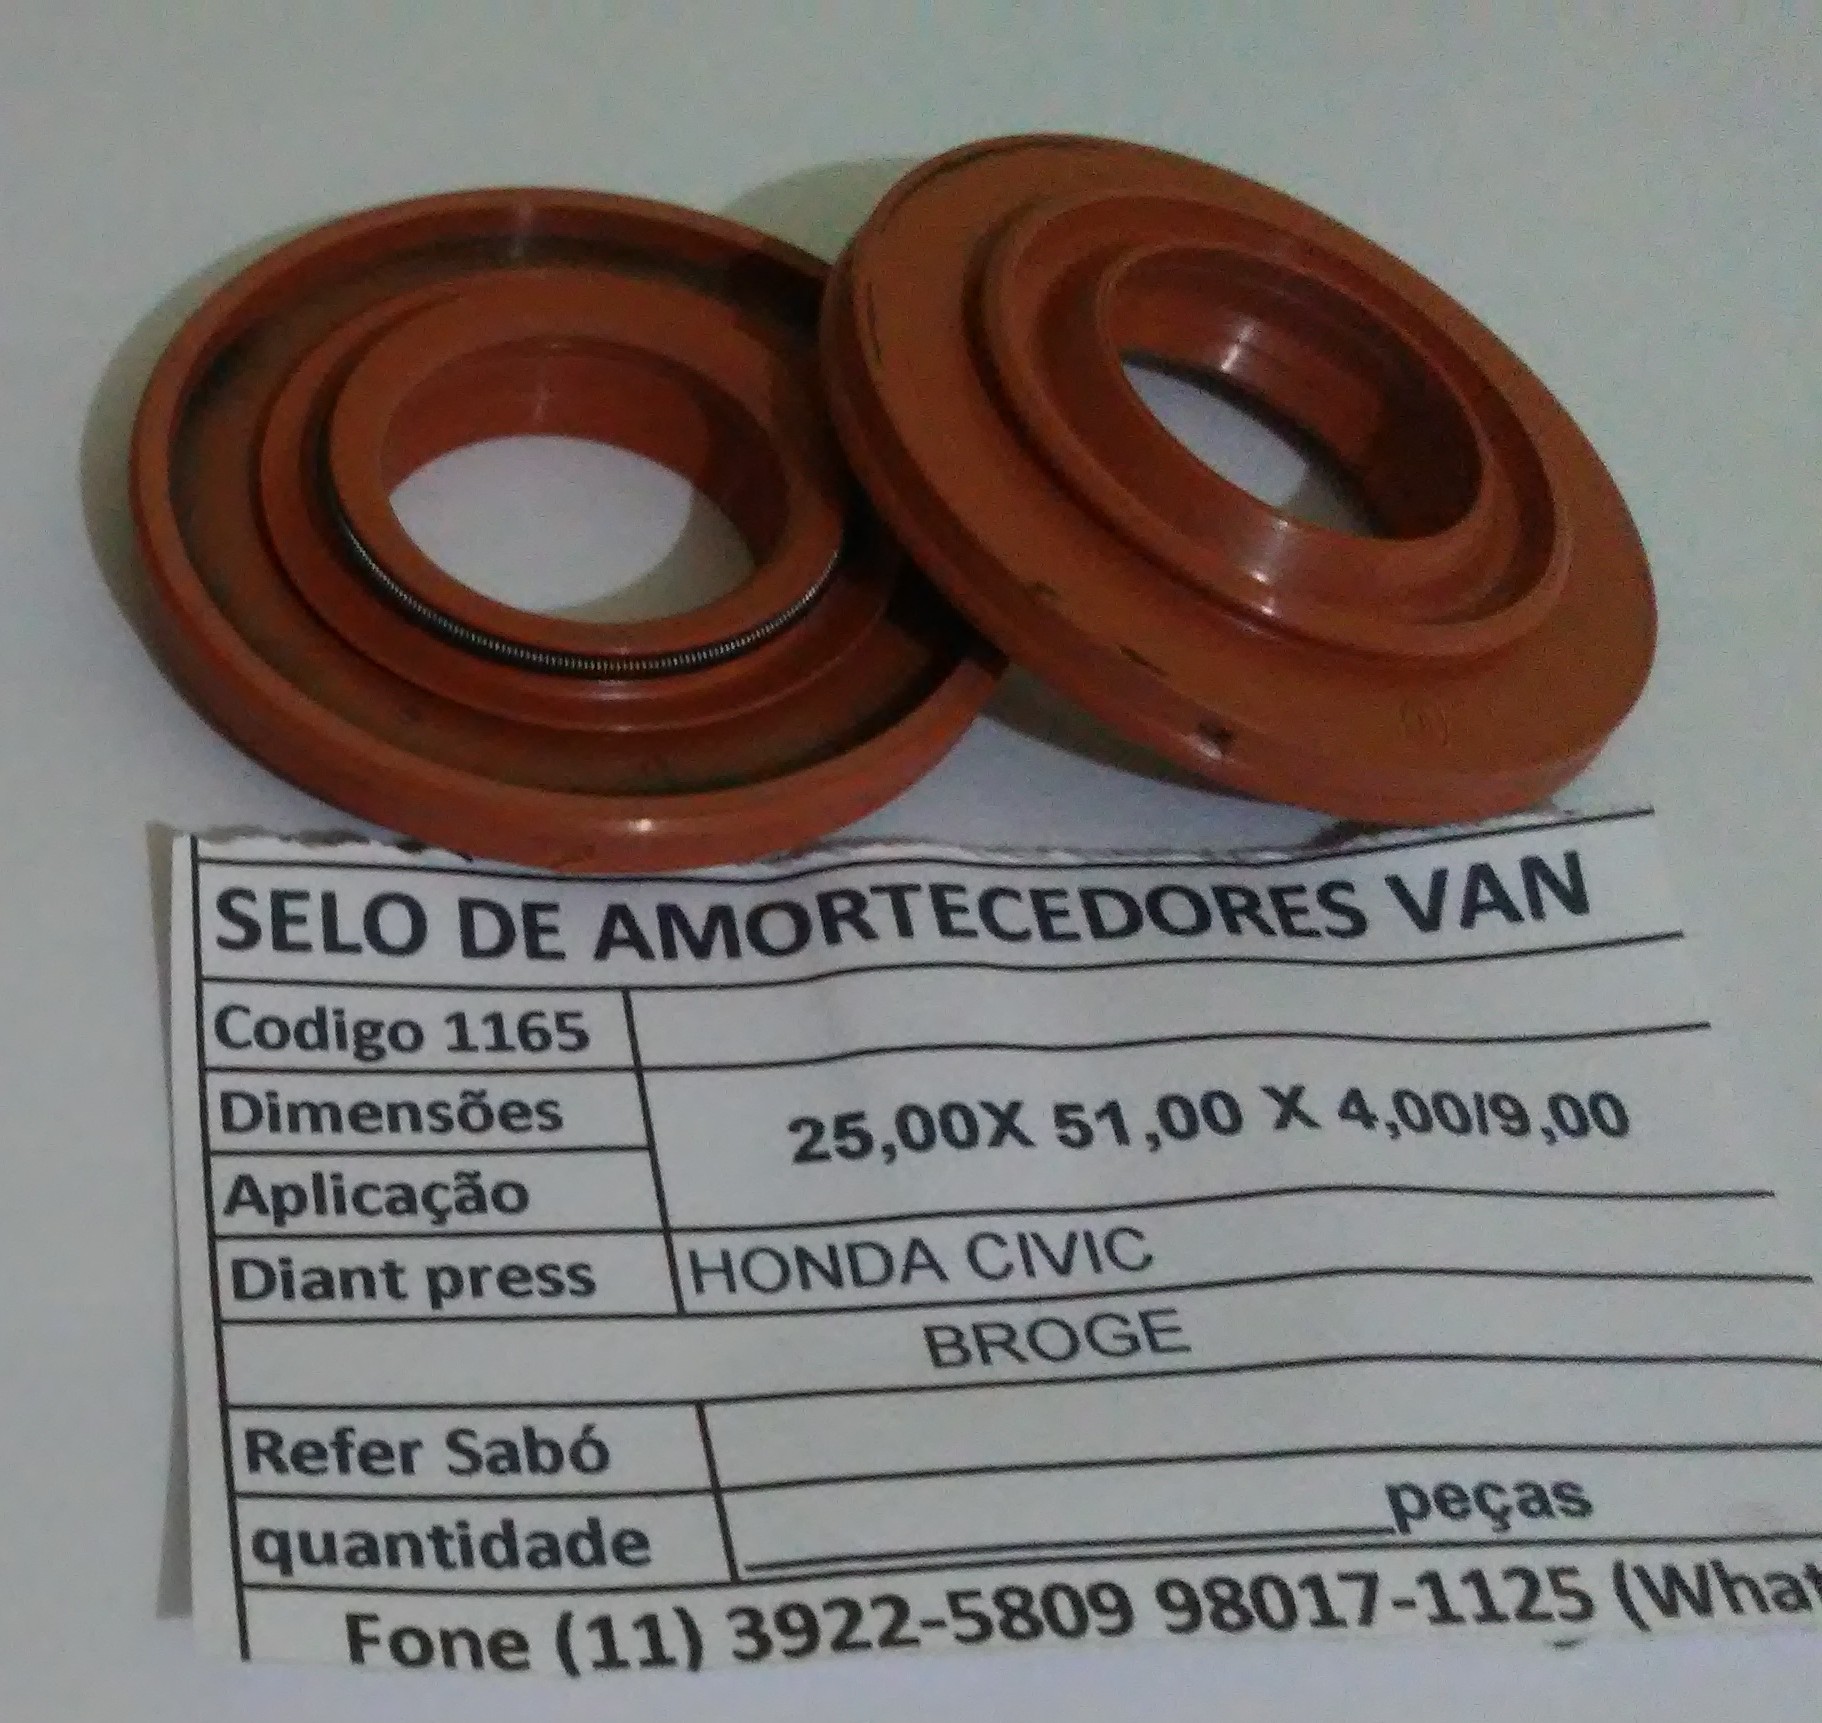 SELO DE AMORTECEDORES VAN
Codigo 1165
Dimensões 25,00X 51,00 X 4,00/9,00
Aplicação
Diant press HONDA CIVIC
BROGE
Refer Sabó
quantidade peças
Fone (11) 3922-5809 98017-1125 (What